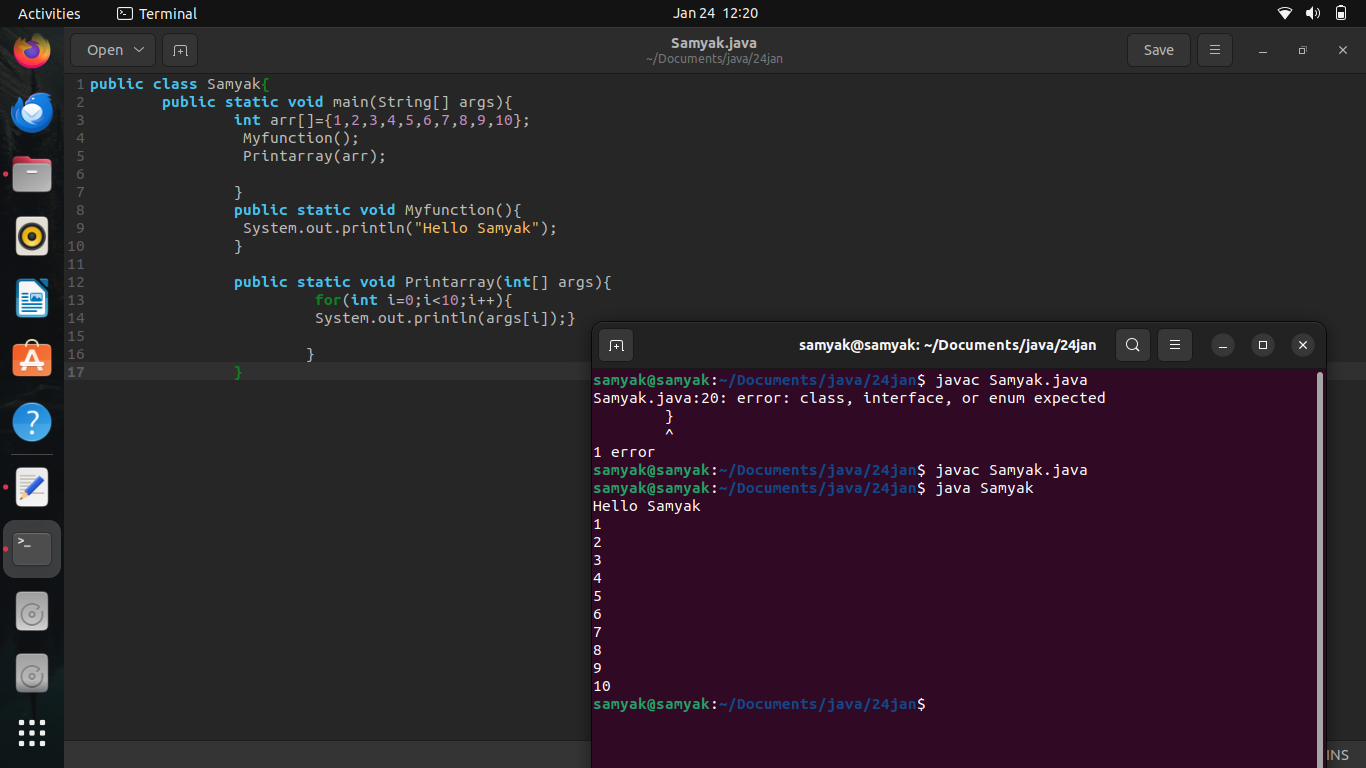 Activities Terminal Jan 24 12:20
Open Samyak.java Save
~/Documents/java/24jan
1 public class Samyak{
2 public static void main(String[] args){
3 int arr[]={1,2,3,4,5,6,7,8,9,10};
4 Myfunction();
5 Printarray(arr);
6
7 }
8 public static void Myfunction(){
9 System.out.println("Hello Samyak");
10 }
11
12 public static void Printarray(int[] args){
13 for(int i=0;i<10;i++){
14 System.out.println(args[i]);}
15
16 }
17 }
samyak@samyak: ~/Documents/java/24jan
samyak@samyak:~/Documents/java/24jan$ javac Samyak.java
Samyak.java:20: error: class, interface, or enum expected
}
^
1 error
samyak@samyak:~/Documents/java/24jan$ javac Samyak.java
samyak@samyak:~/Documents/java/24jan$ java Samyak
Hello Samyak
1
2
3
4
5
6
7
8
9
10
samyak@samyak:~/Documents/java/24jan$
INS